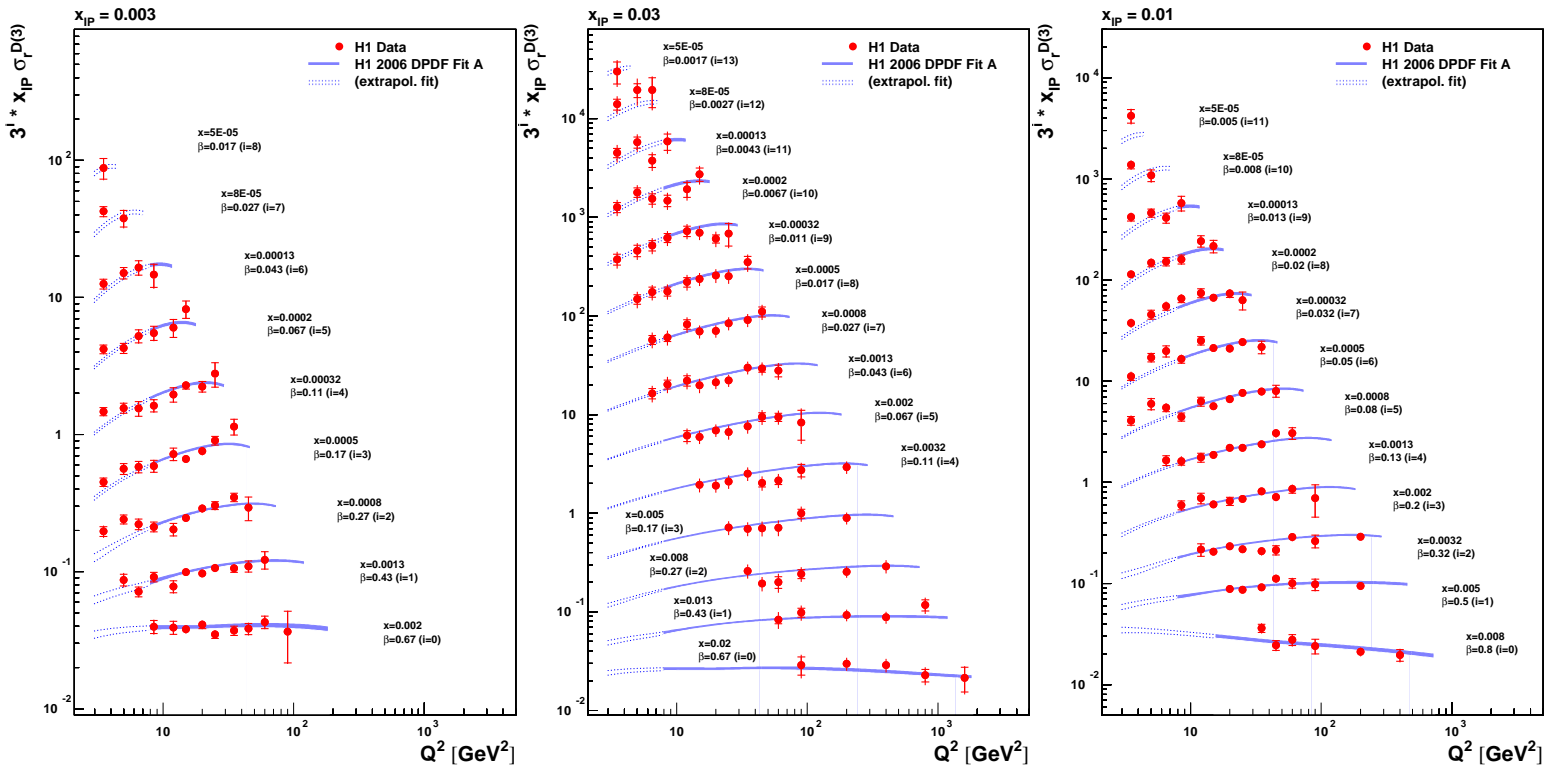 x_IP = 0.003
3^i * x_IP σ_r^D(3)
H1 Data
H1 2006 DPDF Fit A
(extrapol. fit)
x=5E-05
β=0.017 (i=8)
x=8E-05
β=0.027 (i=7)
x=0.00013
β=0.043 (i=6)
x=0.0002
β=0.067 (i=5)
x=0.00032
β=0.11 (i=4)
x=0.0005
β=0.17 (i=3)
x=0.0008
β=0.27 (i=2)
x=0.0013
β=0.43 (i=1)
x=0.002
β=0.67 (i=0)
10^2
10
1
10^-1
10^-2
10
10^2
10^3
Q^2 [GeV^2]
x_IP = 0.03
3^i * x_IP σ_r^D(3)
H1 Data
H1 2006 DPDF Fit A
(extrapol. fit)
x=5E-05
β=0.0017 (i=13)
x=8E-05
β=0.0027 (i=12)
x=0.00013
β=0.0043 (i=11)
x=0.0002
β=0.0067 (i=10)
x=0.00032
β=0.011 (i=9)
x=0.0005
β=0.017 (i=8)
x=0.0008
β=0.027 (i=7)
x=0.0013
β=0.043 (i=6)
x=0.002
β=0.067 (i=5)
x=0.0032
β=0.11 (i=4)
x=0.005
β=0.17 (i=3)
x=0.008
β=0.27 (i=2)
x=0.013
β=0.43 (i=1)
x=0.02
β=0.67 (i=0)
10^4
10^3
10^2
10
1
10^-1
10^-2
10
10^2
10^3
Q^2 [GeV^2]
x_IP = 0.01
3^i * x_IP σ_r^D(3)
H1 Data
H1 2006 DPDF Fit A
(extrapol. fit)
x=5E-05
β=0.005 (i=11)
x=8E-05
β=0.008 (i=10)
x=0.00013
β=0.013 (i=9)
x=0.0002
β=0.02 (i=8)
x=0.00032
β=0.032 (i=7)
x=0.0005
β=0.05 (i=6)
x=0.0008
β=0.08 (i=5)
x=0.0013
β=0.13 (i=4)
x=0.002
β=0.2 (i=3)
x=0.0032
β=0.32 (i=2)
x=0.005
β=0.5 (i=1)
x=0.008
β=0.8 (i=0)
10^4
10^3
10^2
10
1
10^-1
10^-2
10
10^2
10^3
Q^2 [GeV^2]